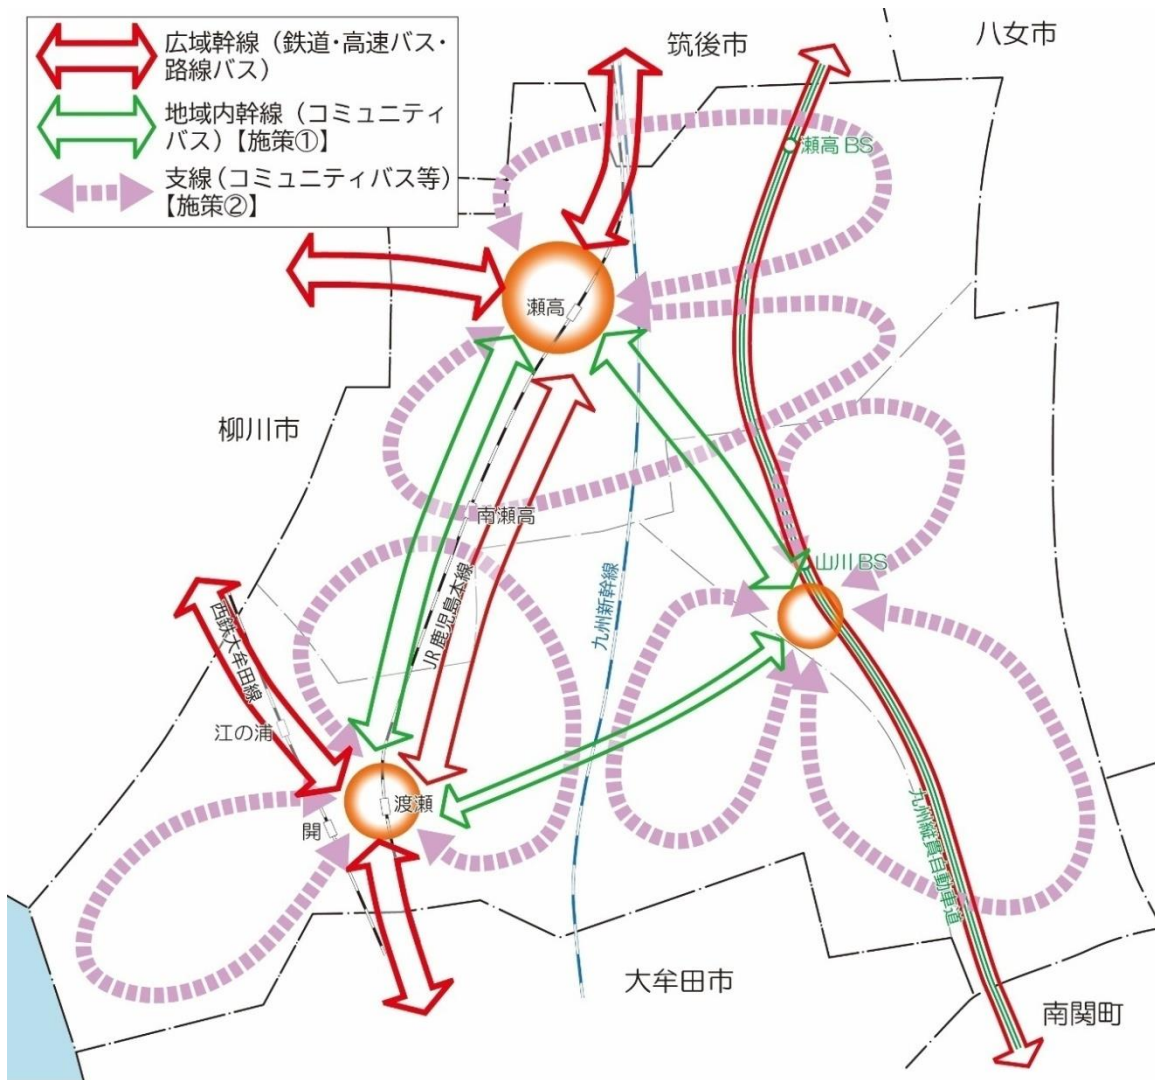 広域幹線（鉄道・高速バス・
路線バス）
地域内幹線（コミュニティ
バス）【施策①】
支線（コミュニティバス等）
【施策②】
筑後市
八女市
瀬高 BS
瀬高
柳川市
南瀬高
山川 BS
JR 鹿児島本線
九州新幹線
西鉄大牟田線
江の浦
渡瀬
開
九州縦貫自動車道
大牟田市
南関町